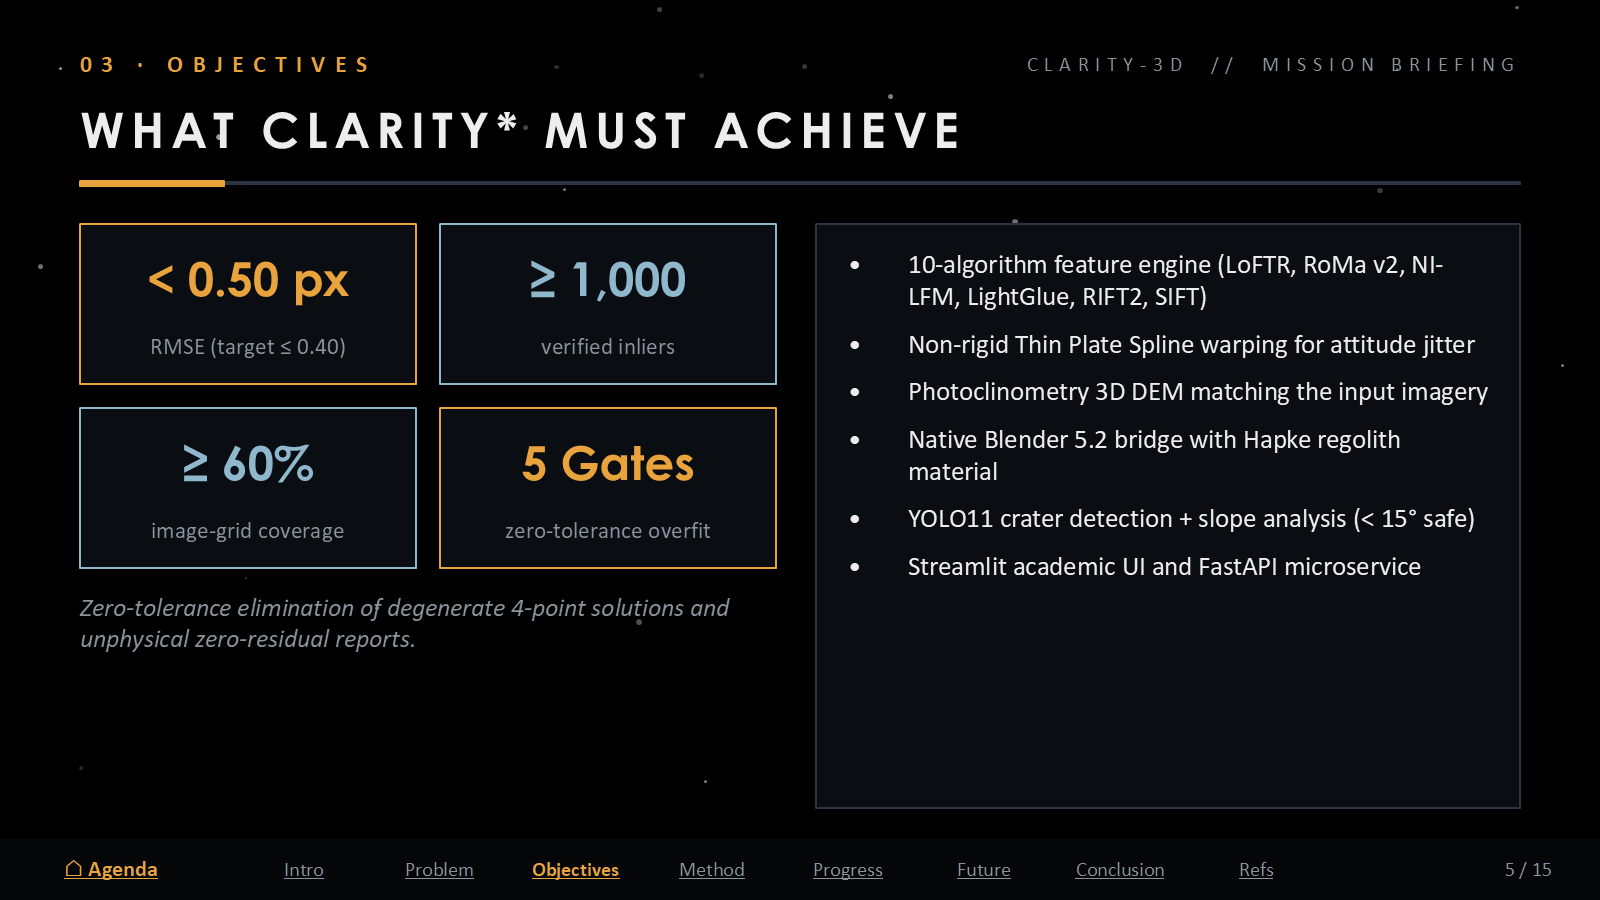 03 · OBJECTIVES
CLARITY-3D // MISSION BRIEFING
WHAT CLARITY* MUST ACHIEVE
< 0.50 px
RMSE (target ≤ 0.40)
≥ 1,000
verified inliers
≥ 60%
image-grid coverage
5 Gates
zero-tolerance overfit
Zero-tolerance elimination of degenerate 4-point solutions and
unphysical zero-residual reports.
• 10-algorithm feature engine (LoFTR, RoMa v2, NI-
LFM, LightGlue, RIFT2, SIFT)
• Non-rigid Thin Plate Spline warping for attitude jitter
• Photoclinometry 3D DEM matching the input imagery
• Native Blender 5.2 bridge with Hapke regolith
material
• YOLO11 crater detection + slope analysis (< 15° safe)
• Streamlit academic UI and FastAPI microservice
⌂ Agenda Intro Problem Objectives Method Progress Future Conclusion Refs 5 / 15